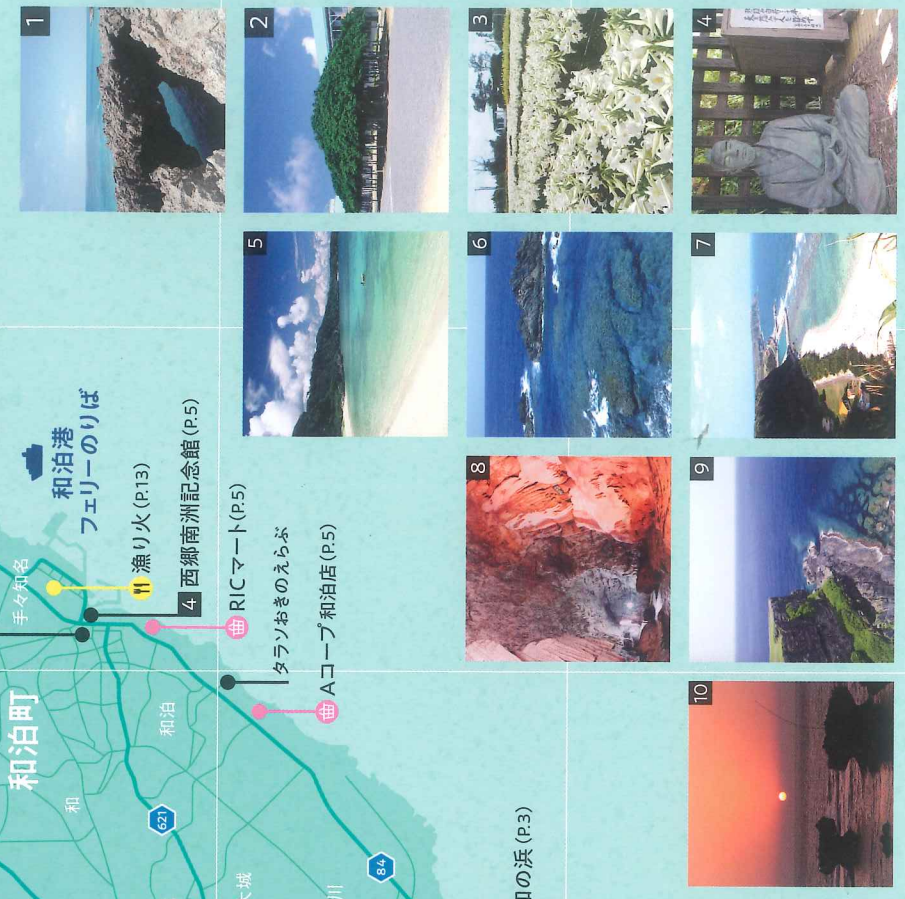 和泊町
手々知名
和泊港
フェリーのりば
和
漁り火(P.13)
和泊
621
4 西郷南洲記念館(P.5)
RICマート(P.5)
城
タラソおきのえらぶ
Aコープ和泊店(P.5)
川
84
の浜(P.3)
1
2
3
4
5
6
7
8
9
10